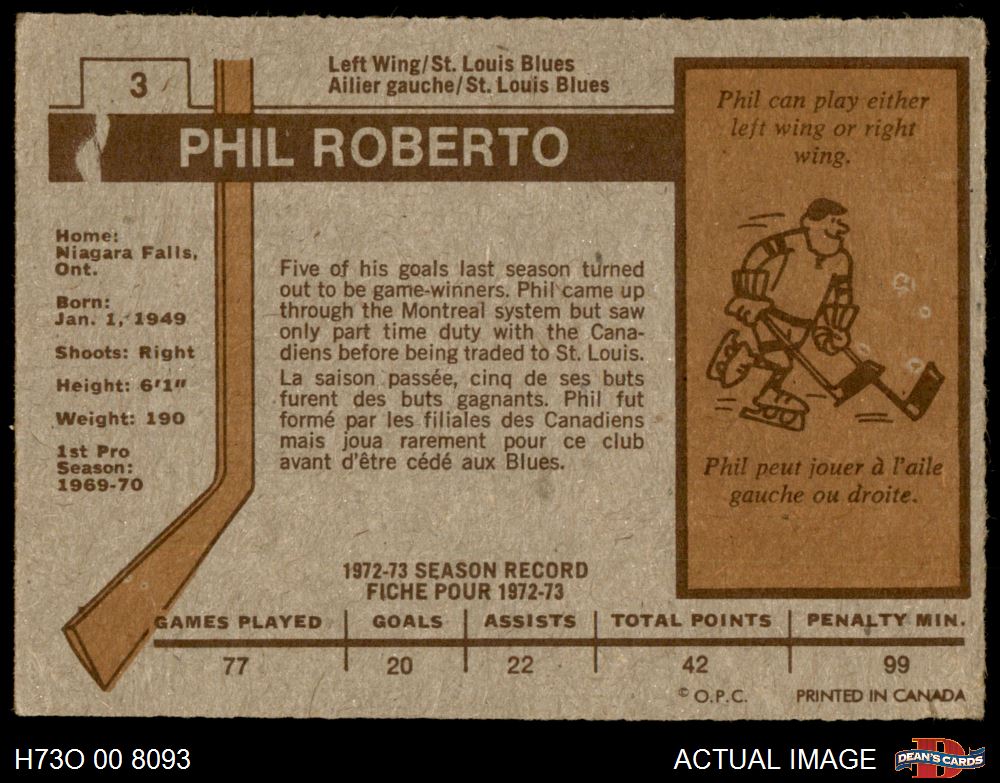 3
Left Wing/St. Louis Blues
Ailier gauche/St. Louis Blues
PHIL ROBERTO
Home:
Niagara Falls,
Ont.
Born:
Jan. 1, 1949
Shoots: Right
Height: 6'1"
Weight: 190
1st Pro
Season:
1969-70
Five of his goals last season turned
out to be game-winners. Phil came up
through the Montreal system but saw
only part time duty with the Cana-
diens before being traded to St. Louis.
La saison passée, cinq de ses buts
furent des buts gagnants. Phil fut
formé par les filiales des Canadiens
mais joua rarement pour ce club
avant d'être cédé aux Blues.
Phil can play either
left wing or right
wing.
Phil peut jouer à l'aile
gauche ou droite.
1972-73 SEASON RECORD
FICHE POUR 1972-73
GAMES PLAYED GOALS ASSISTS TOTAL POINTS PENALTY MIN.
77 20 22 42 99
© O.P.C. PRINTED IN CANADA
H73O 00 8093 ACTUAL IMAGE DEAN'S CARDS